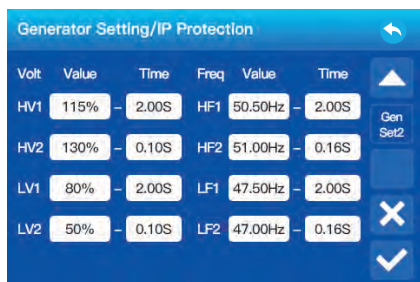 Generator Setting/IP Protection
Volt Value Time Freq Value Time
HV1 115% – 2.00S HF1 50.50Hz – 2.00S
Gen
Set2
HV2 130% – 0.10S HF2 51.00Hz – 0.16S
LV1 80% – 2.00S LF1 47.50Hz – 2.00S
LV2 50% – 0.10S LF2 47.00Hz – 0.16S